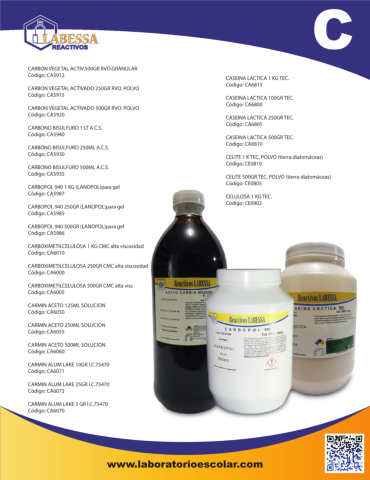 LABESSA
REACTIVOS
C
CARBON VEGETAL ACTIV.500GR RVO.GRANULAR
Código: CA5912
CARBON VEGETAL ACTIVADO 250GR RVO. POLVO
Código: CA5915
CARBON VEGETAL ACTIVADO 500GR RVO. POLVO
Código: CA5920
CARBONO BISULFURO 1 LT A.C.S.
Código: CA5940
CARBONO BISULFURO 250ML A.C.S.
Código: CA5930
CARBONO BISULFURO 500ML A.C.S.
Código: CA5935
CARBOPOL 940 1 KG (LANOPOL)para gel
Código: CA5987
CARBOPOL 940 250GR (LANOPOL)para gel
Código: CA5985
CARBOPOL 940 500GR (LANOPOL)para gel
Código: CA5986
CARBOXIMETILCELULOSA 1 KG CMC alta viscosidad
Código: CA6010
CARBOXIMETILCELULOSA 250GR CMC alta viscosidad
Código: CA6000
CARBOXIMETILCELULOSA 500GR CMC alta visc
Código: CA6005
CARMIN ACETO 125ML SOLUCION
Código: CA6050
CARMIN ACETO 250ML SOLUCION
Código: CA6055
CARMIN ACETO 500ML SOLUCION
Código: CA6060
CARMIN ALUM LAKE 10GR I.C.75470
Código: CA6071
CARMIN ALUM LAKE 25GR I.C.75470
Código: CA6072
CARMIN ALUM LAKE 5 GR I.C.75470
Código: CA6070
CASEINA LACTICA 1 KG TEC.
Código: CA6815
CASEINA LACTICA 100GR TEC.
Código: CA6800
CASEINA LACTICA 250GR TEC.
Código: CA6805
CASEINA LACTICA 500GR TEC.
Código: CA6810
CELITE 1 K TEC. POLVO (tierra diatomáceas)
Código: CE0810
CELITE 500GR TEC. POLVO (tierra diatomáceas)
Código: CE0805
CELULOSA 1 KG TEC.
Código: CE0902
Reactivos LABESSA
ACETO CARMIN
Reactivos LABESSA
CARBOPOL 940
CARBOPOL
Reactivos LABESSA
CASEINA LACTICA
www.laboratorioescolar.com